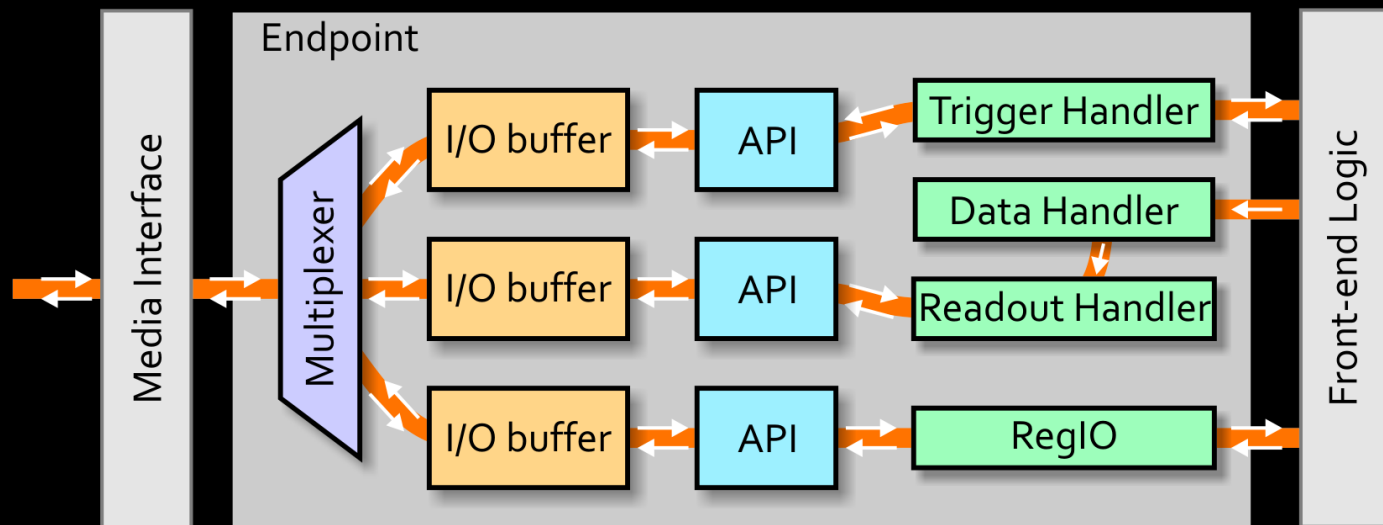 Endpoint
Media Interface
Multiplexer
I/O buffer
API
Trigger Handler
Data Handler
I/O buffer
API
Readout Handler
I/O buffer
API
RegIO
Front-end Logic